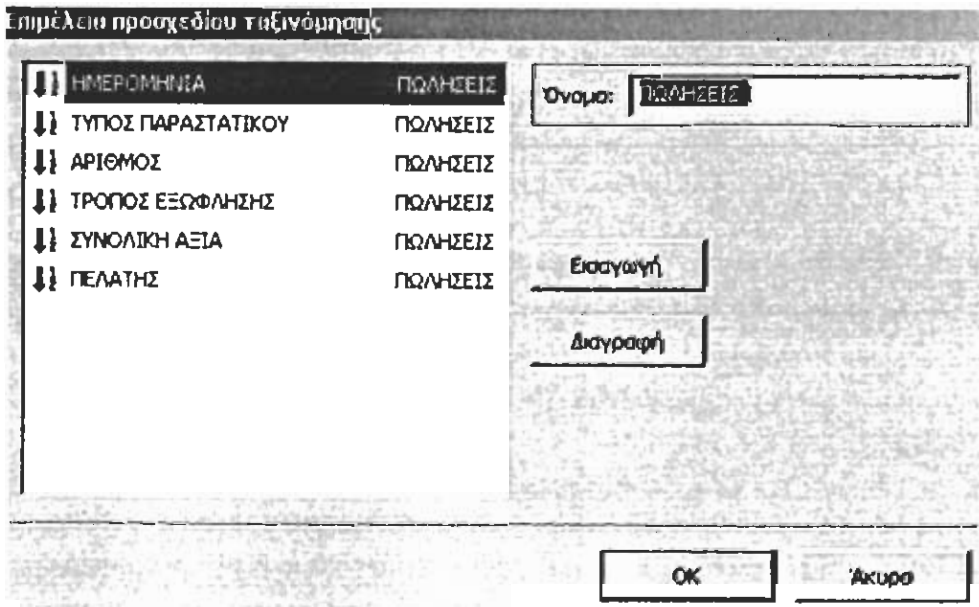 Επιμέλεια προσχεδίου ταξινόμησης
ΗΜΕΡΟΜΗΝΙΑ ΠΩΛΗΣΕΙΣ
ΤΥΠΟΣ ΠΑΡΑΣΤΑΤΙΚΟΥ ΠΩΛΗΣΕΙΣ
ΑΡΙΘΜΟΣ ΠΩΛΗΣΕΙΣ
ΤΡΟΠΟΣ ΕΞΩΦΛΗΣΗΣ ΠΩΛΗΣΕΙΣ
ΣΥΝΟΛΙΚΗ ΑΞΙΑ ΠΩΛΗΣΕΙΣ
ΠΕΛΑΤΗΣ ΠΩΛΗΣΕΙΣ
Όνομα: ΠΩΛΗΣΕΙΣ
Εισαγωγή
Διαγραφή
OK Άκυρο